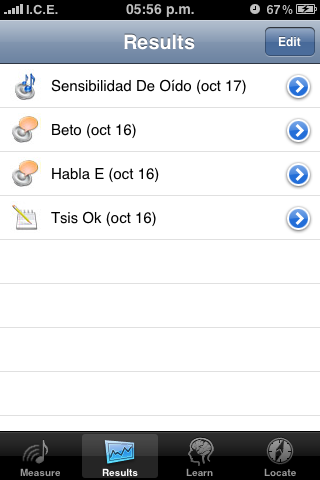 I.C.E. 05:56 p.m. 67%
Results Edit
Sensibilidad De Oído (oct 17)
Beto (oct 16)
Habla E (oct 16)
Tsis Ok (oct 16)
Measure Results Learn Locate